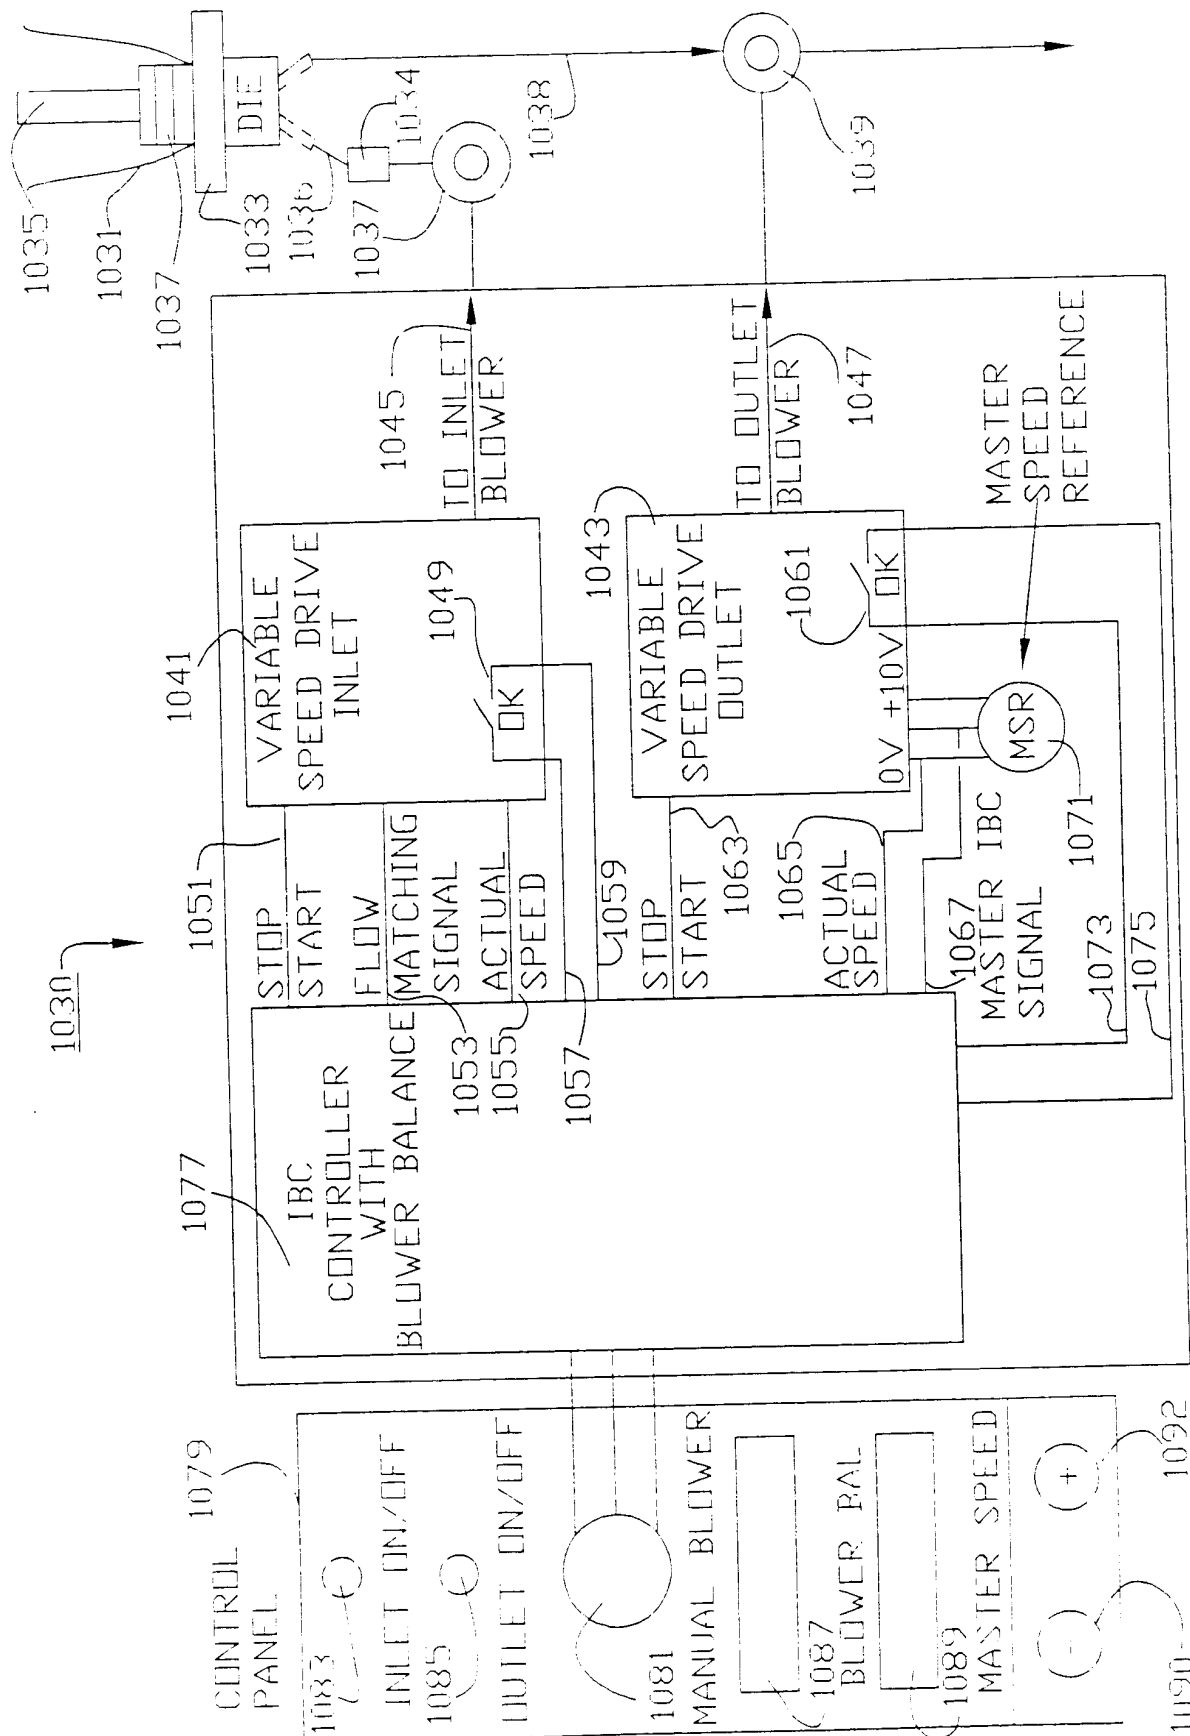 1030
CONTROL
PANEL
1079
1083
INLET ON/OFF
1085
OUTLET ON/OFF
1081
MANUAL BLOWER
1087
BLOWER BAL
1089
MASTER SPEED
-
+
1090
1092
1077
IBC
CONTROLLER
WITH
BLOWER BALANCE
1051
STOP
START
FLOW
MATCHING
SIGNAL
1053
ACTUAL
SPEED
1055
1057
1059
STOP
START
1063
1065
ACTUAL
SPEED
1067
MASTER IBC
SIGNAL
1073
1075
1041
VARIABLE
SPEED DRIVE
INLET
OK
1049
1043
VARIABLE
SPEED DRIVE
OUTLET
1061
0V +10V
OK
MSR
1071
MASTER
SPEED
REFERENCE
1045
TO INLET
BLOWER
TO OUTLET
BLOWER
1047
1035
1031
1037
1033
DIE
1036
1034
1037
1038
1039